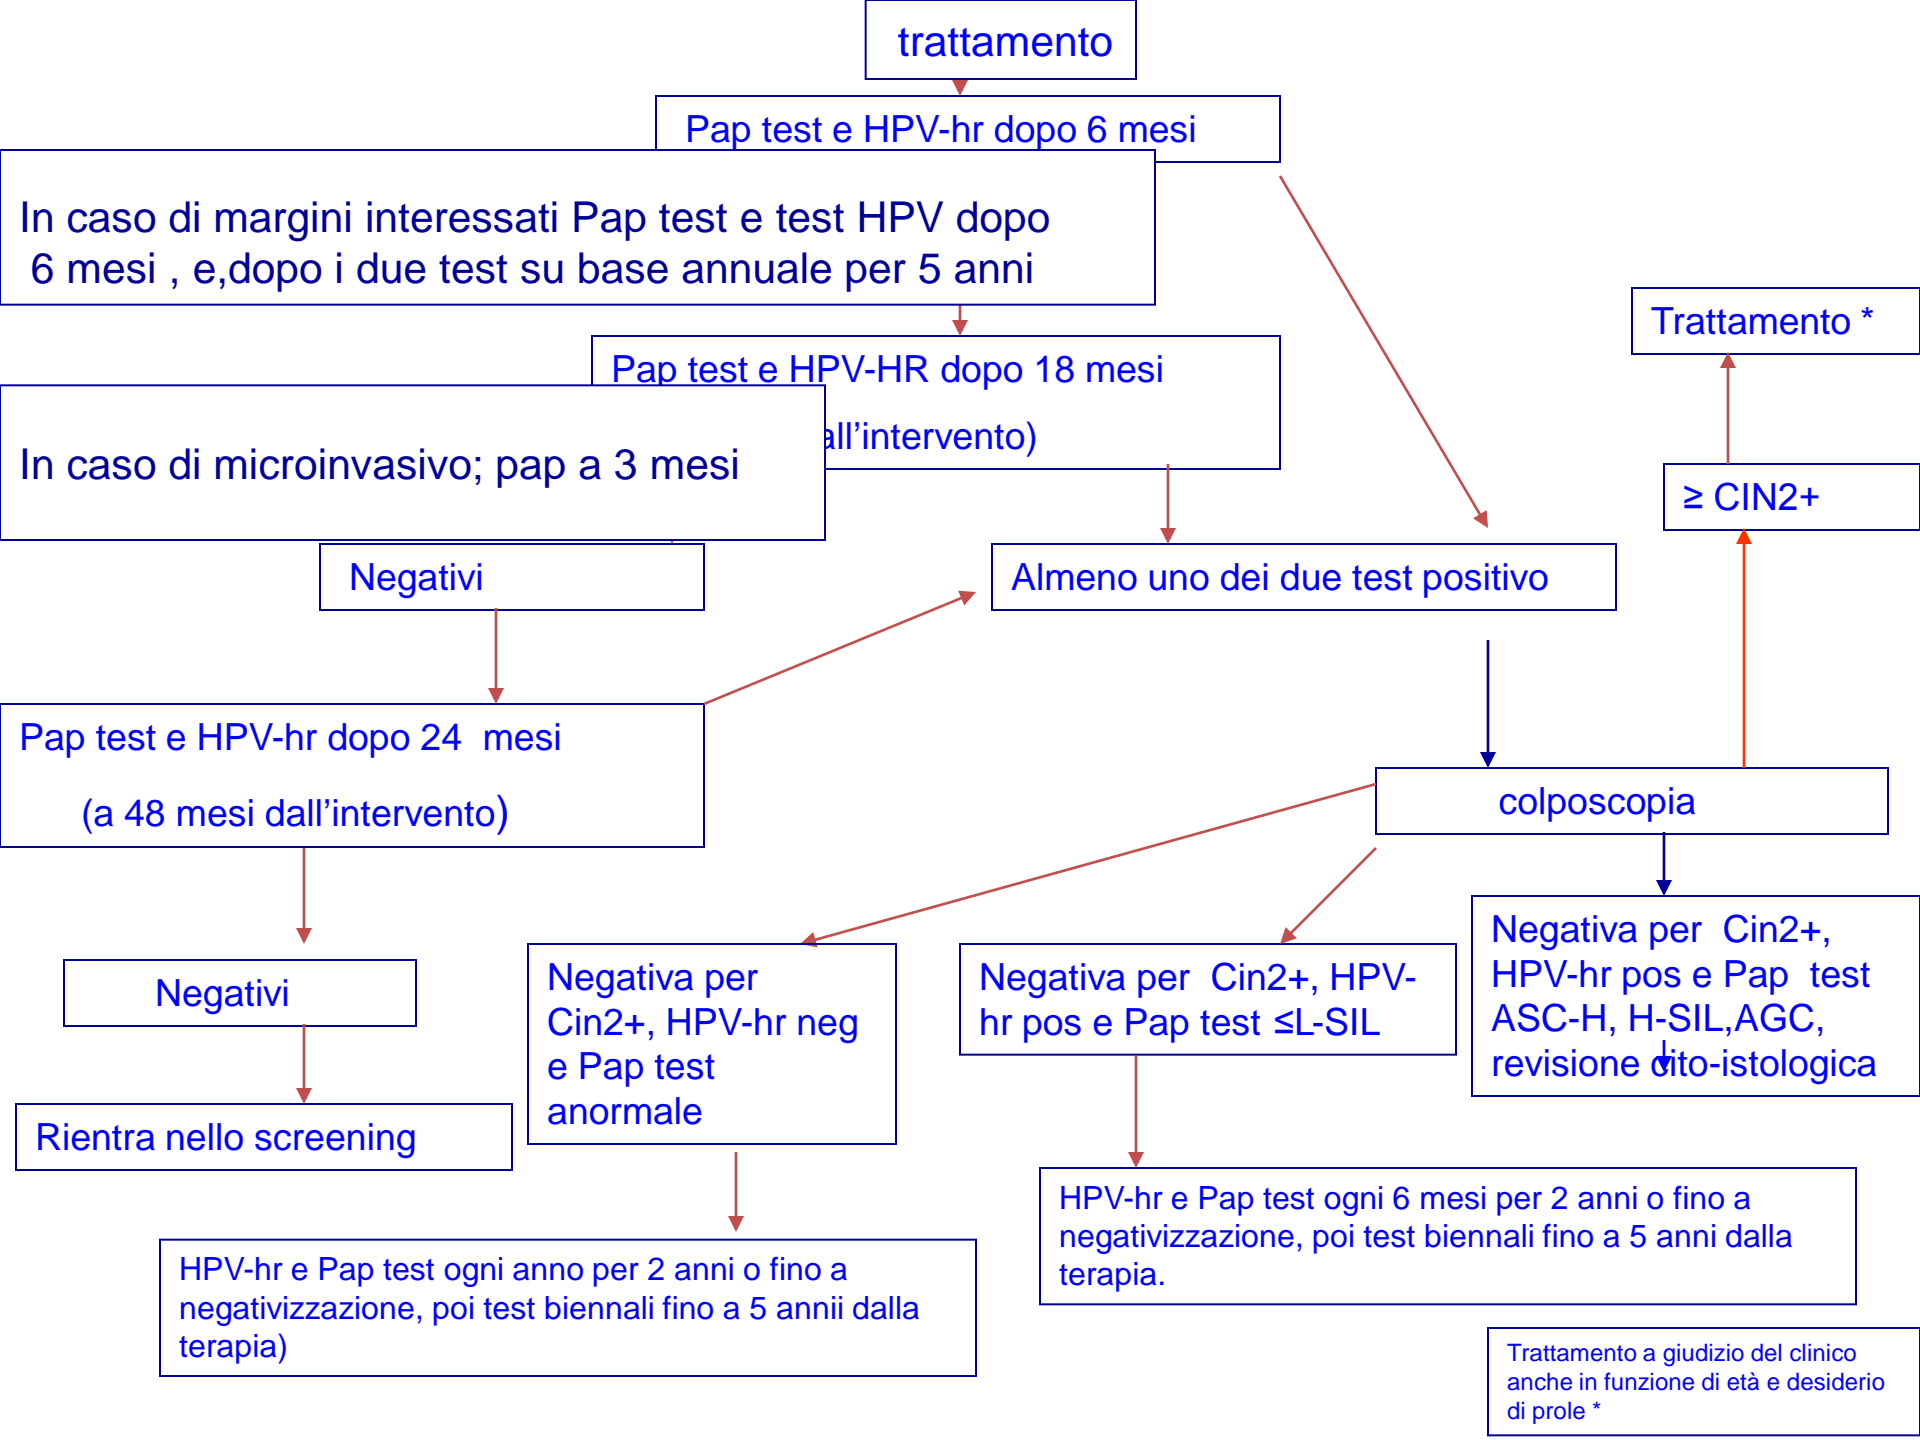 trattamento
Pap test e HPV-hr dopo 6 mesi
In caso di margini interessati Pap test e test HPV dopo
6 mesi , e,dopo i due test su base annuale per 5 anni
Trattamento *
Pap test e HPV-HR dopo 18 mesi
all’intervento)
In caso di microinvasivo; pap a 3 mesi
≥ CIN2+
Negativi
Almeno uno dei due test positivo
Pap test e HPV-hr dopo 24 mesi
(a 48 mesi dall’intervento)
colposcopia
Negativi
Negativa per
Cin2+, HPV-hr neg
e Pap test
anormale
Negativa per Cin2+, HPV-
hr pos e Pap test ≤L-SIL
Negativa per Cin2+,
HPV-hr pos e Pap test
ASC-H, H-SIL,AGC,
revisione cito-istologica
Rientra nello screening
HPV-hr e Pap test ogni 6 mesi per 2 anni o fino a
negativizzazione, poi test biennali fino a 5 anni dalla
terapia.
HPV-hr e Pap test ogni anno per 2 anni o fino a
negativizzazione, poi test biennali fino a 5 annii dalla
terapia)
Trattamento a giudizio del clinico
anche in funzione di età e desiderio
di prole *